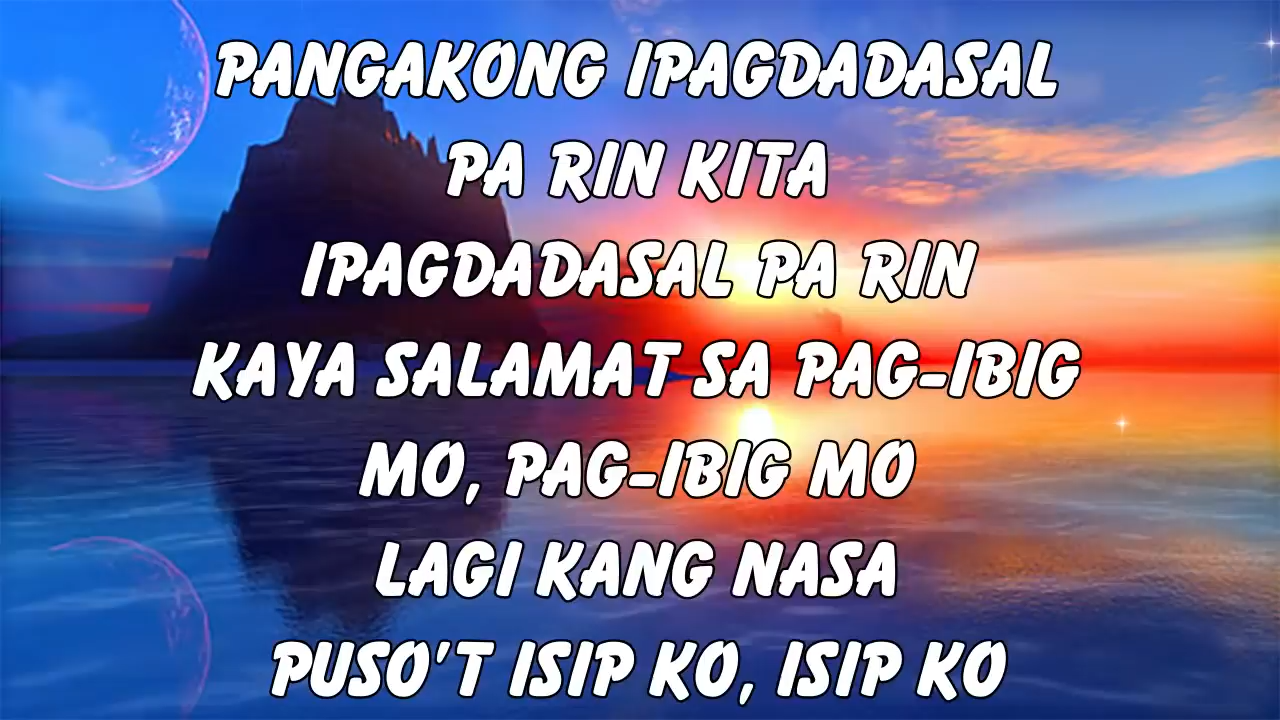 PANGAKONG IPAGDADASAL
PA RIN KITA
IPAGDADASAL PA RIN
KAYA SALAMAT SA PAG-IBIG
MO, PAG-IBIG MO
LAGI KANG NASA
PUSO'T ISIP KO, ISIP KO